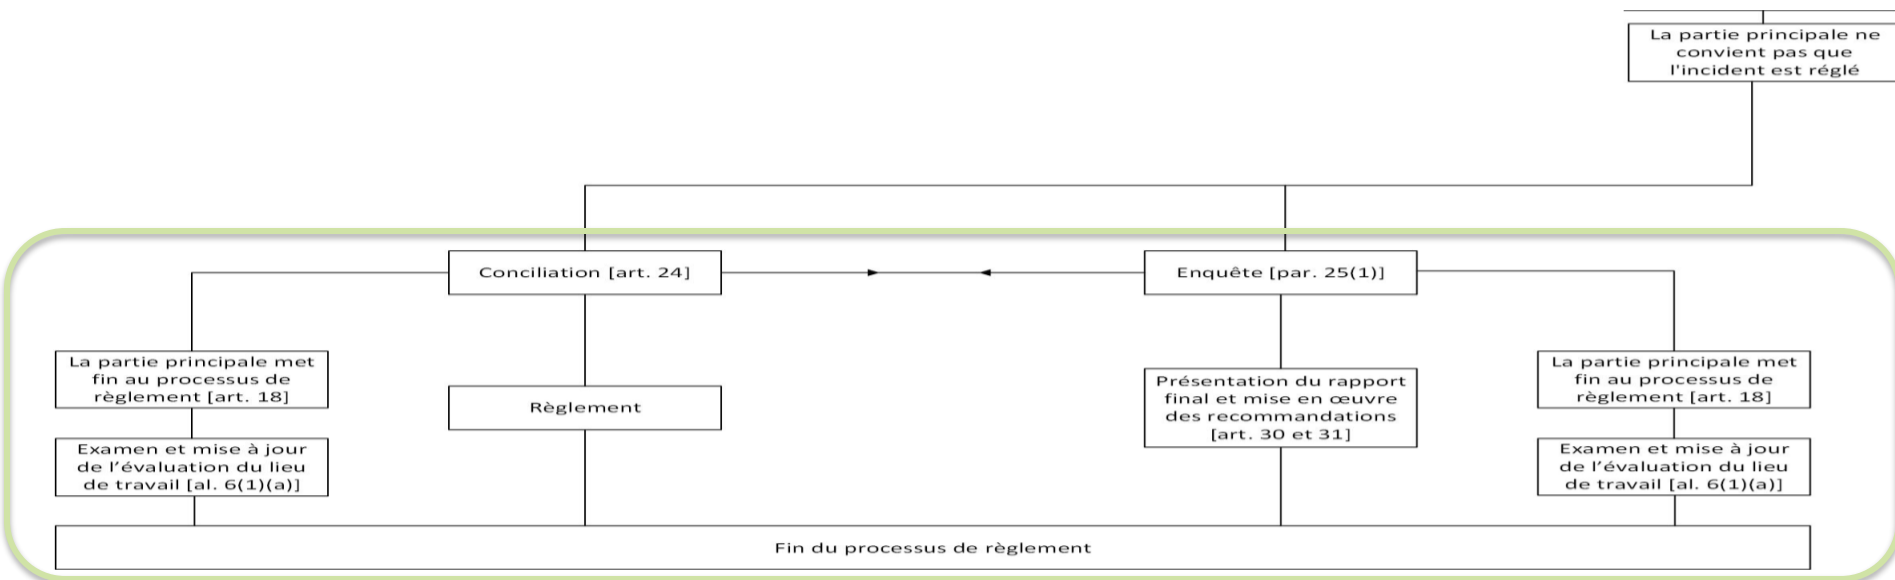 La partie principale ne
convient pas que
l'incident est réglé
Conciliation [art. 24]
Enquête [par. 25(1)]
La partie principale met
fin au processus de
règlement [art. 18]
Règlement
Présentation du rapport
final et mise en œuvre
des recommandations
[art. 30 et 31]
La partie principale met
fin au processus de
règlement [art. 18]
Examen et mise à jour
de l’évaluation du lieu
de travail [al. 6(1)(a)]
Examen et mise à jour
de l’évaluation du lieu
de travail [al. 6(1)(a)]
Fin du processus de règlement